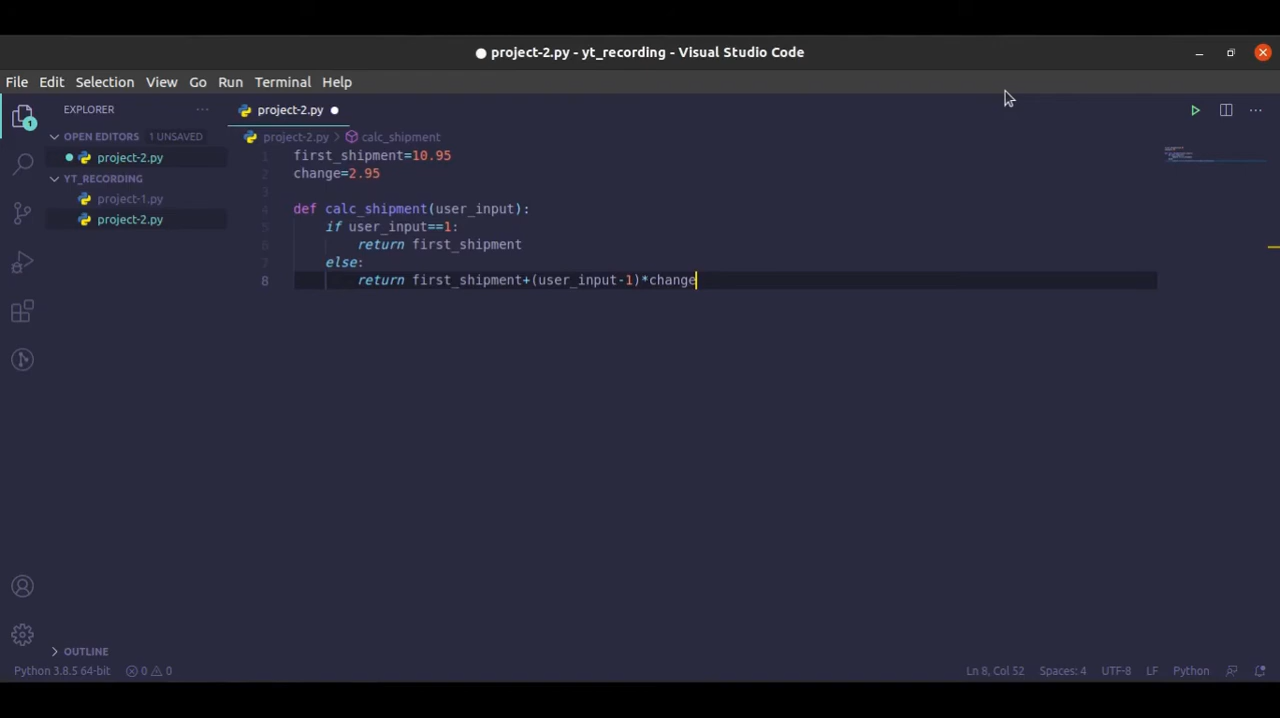 project-2.py - yt_recording - Visual Studio Code
File Edit Selection View Go Run Terminal Help
EXPLORER
OPEN EDITORS 1 UNSAVED
project-2.py
YT_RECORDING
project-1.py
project-2.py
OUTLINE
1
project-2.py
project-2.py calc_shipment
1 first_shipment=10.95
2 change=2.95
3
4 def calc_shipment(user_input):
5 if user_input==1:
6 return first_shipment
7 else:
8 return first_shipment+(user_input-1)*change
Python 3.8.5 64-bit 0 0 Ln 8, Col 52 Spaces: 4 UTF-8 LF Python